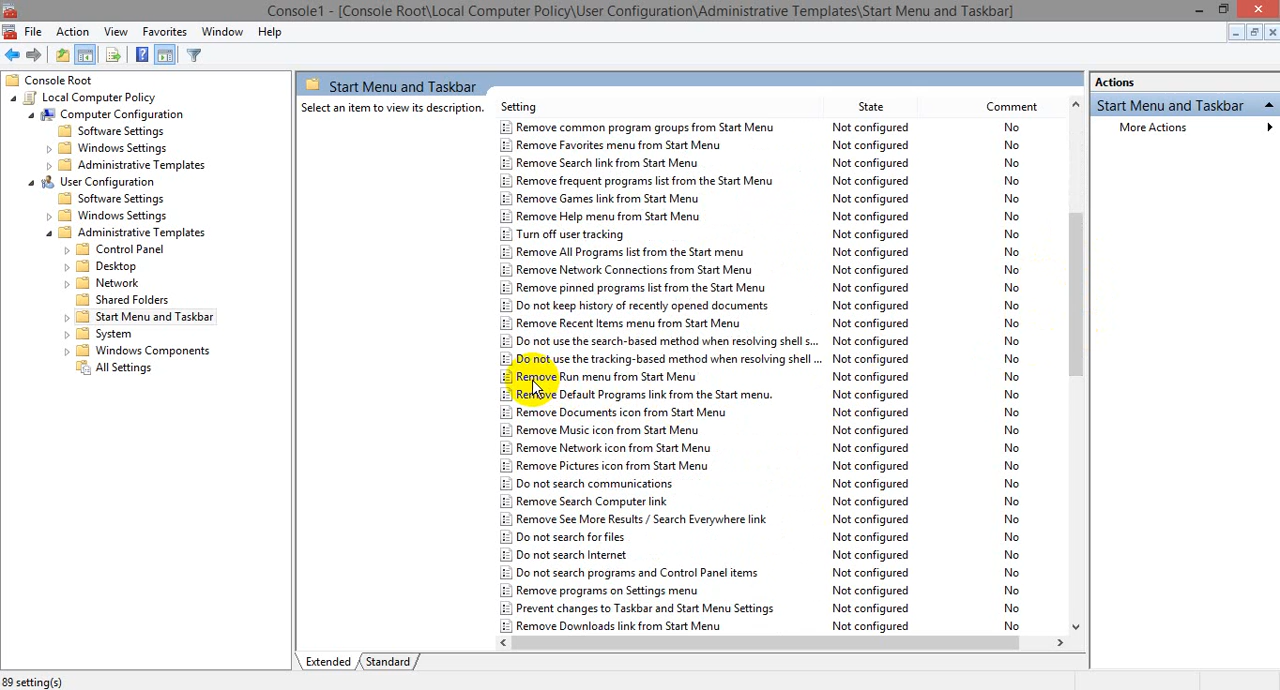 Console1 - [Console Root\Local Computer Policy\User Configuration\Administrative Templates\Start Menu and Taskbar]
File Action View Favorites Window Help
Console Root
Local Computer Policy
Computer Configuration
Software Settings
Windows Settings
Administrative Templates
User Configuration
Software Settings
Windows Settings
Administrative Templates
Control Panel
Desktop
Network
Shared Folders
Start Menu and Taskbar
System
Windows Components
All Settings
Start Menu and Taskbar
Select an item to view its description.
Setting State Comment
Remove common program groups from Start Menu Not configured No
Remove Favorites menu from Start Menu Not configured No
Remove Search link from Start Menu Not configured No
Remove frequent programs list from the Start Menu Not configured No
Remove Games link from Start Menu Not configured No
Remove Help menu from Start Menu Not configured No
Turn off user tracking Not configured No
Remove All Programs list from the Start menu Not configured No
Remove Network Connections from Start Menu Not configured No
Remove pinned programs list from the Start Menu Not configured No
Do not keep history of recently opened documents Not configured No
Remove Recent Items menu from Start Menu Not configured No
Do not use the search-based method when resolving shell s... Not configured No
Do not use the tracking-based method when resolving shell ... Not configured No
Remove Run menu from Start Menu Not configured No
Remove Default Programs link from the Start menu. Not configured No
Remove Documents icon from Start Menu Not configured No
Remove Music icon from Start Menu Not configured No
Remove Network icon from Start Menu Not configured No
Remove Pictures icon from Start Menu Not configured No
Do not search communications Not configured No
Remove Search Computer link Not configured No
Remove See More Results / Search Everywhere link Not configured No
Do not search for files Not configured No
Do not search Internet Not configured No
Do not search programs and Control Panel items Not configured No
Remove programs on Settings menu Not configured No
Prevent changes to Taskbar and Start Menu Settings Not configured No
Remove Downloads link from Start Menu Not configured No
Extended Standard
Actions
Start Menu and Taskbar
More Actions
89 setting(s)